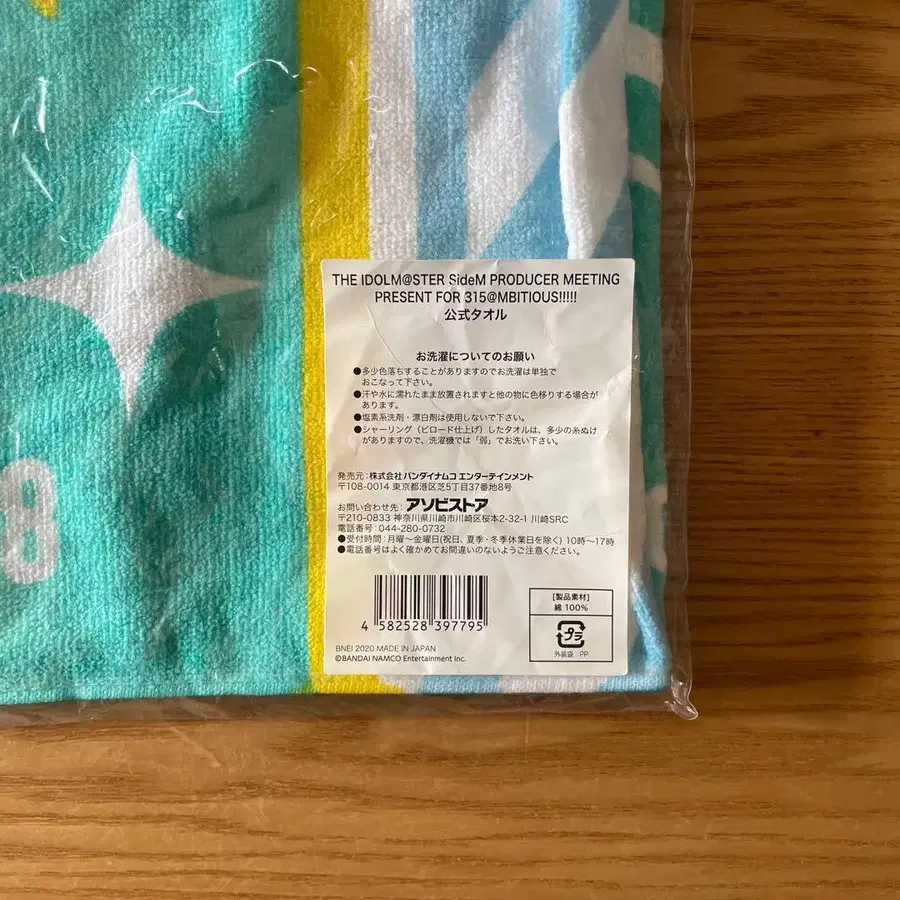 THE IDOLM@STER SideM PRODUCER MEETING
PRESENT FOR 315@MBITIOUS!!!!!
公式タオル
お洗濯についてのお願い
●多少色落ちすることがありますのでお洗濯は単独で
おこなって下さい。
●汗や水に濡れたまま放置されますと他の物に色移りする場合が
あります。
●塩素系洗剤・漂白剤は使用しないで下さい。
●シャーリング（ビロード仕上げ）したタオルは、多少の糸ぬけ
がありますので、洗濯機では「弱」でお洗い下さい。
発売元：株式会社バンダイナムコエンターテインメント
〒108-0014 東京都港区芝5丁目37番地8号
お問い合わせ先：アソビストア
〒210-0833 神奈川県川崎市川崎区桜本2-32-1 川崎SRC
電話番号：044-280-0732
●受付時間：月曜～金曜日(祝日、夏季・冬季休業日を除く) 10時～17時
●電話番号はよく確かめてお間違いのないようご注意ください。
4 582528 397795
BNEI 2020 MADE IN JAPAN
©BANDAI NAMCO Entertainment Inc.
[製品素材]
綿 100%
プラ
外装袋：PP
8